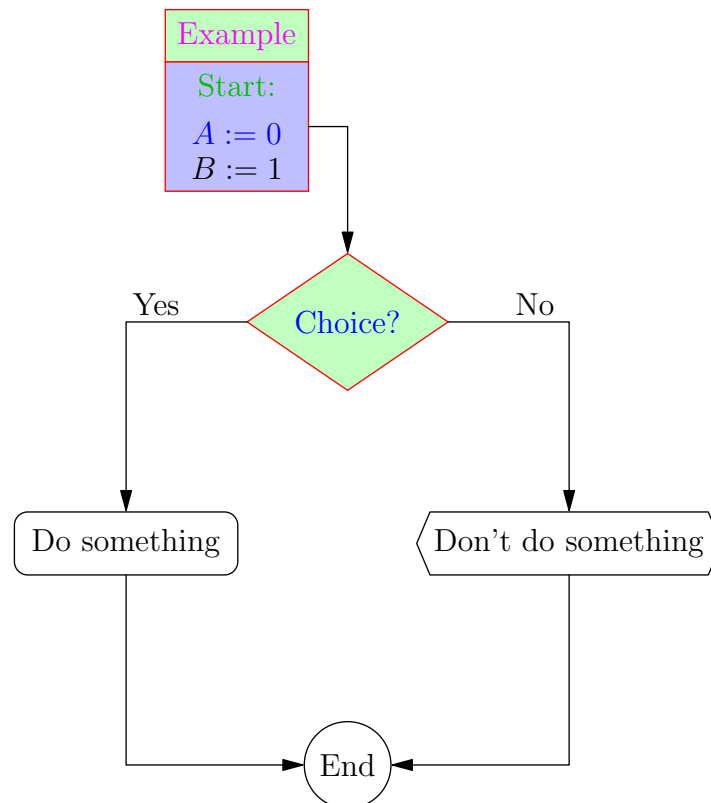 Example
Start:
A := 0
B := 1
Yes
No
Choice?
Do something
Don't do something
End